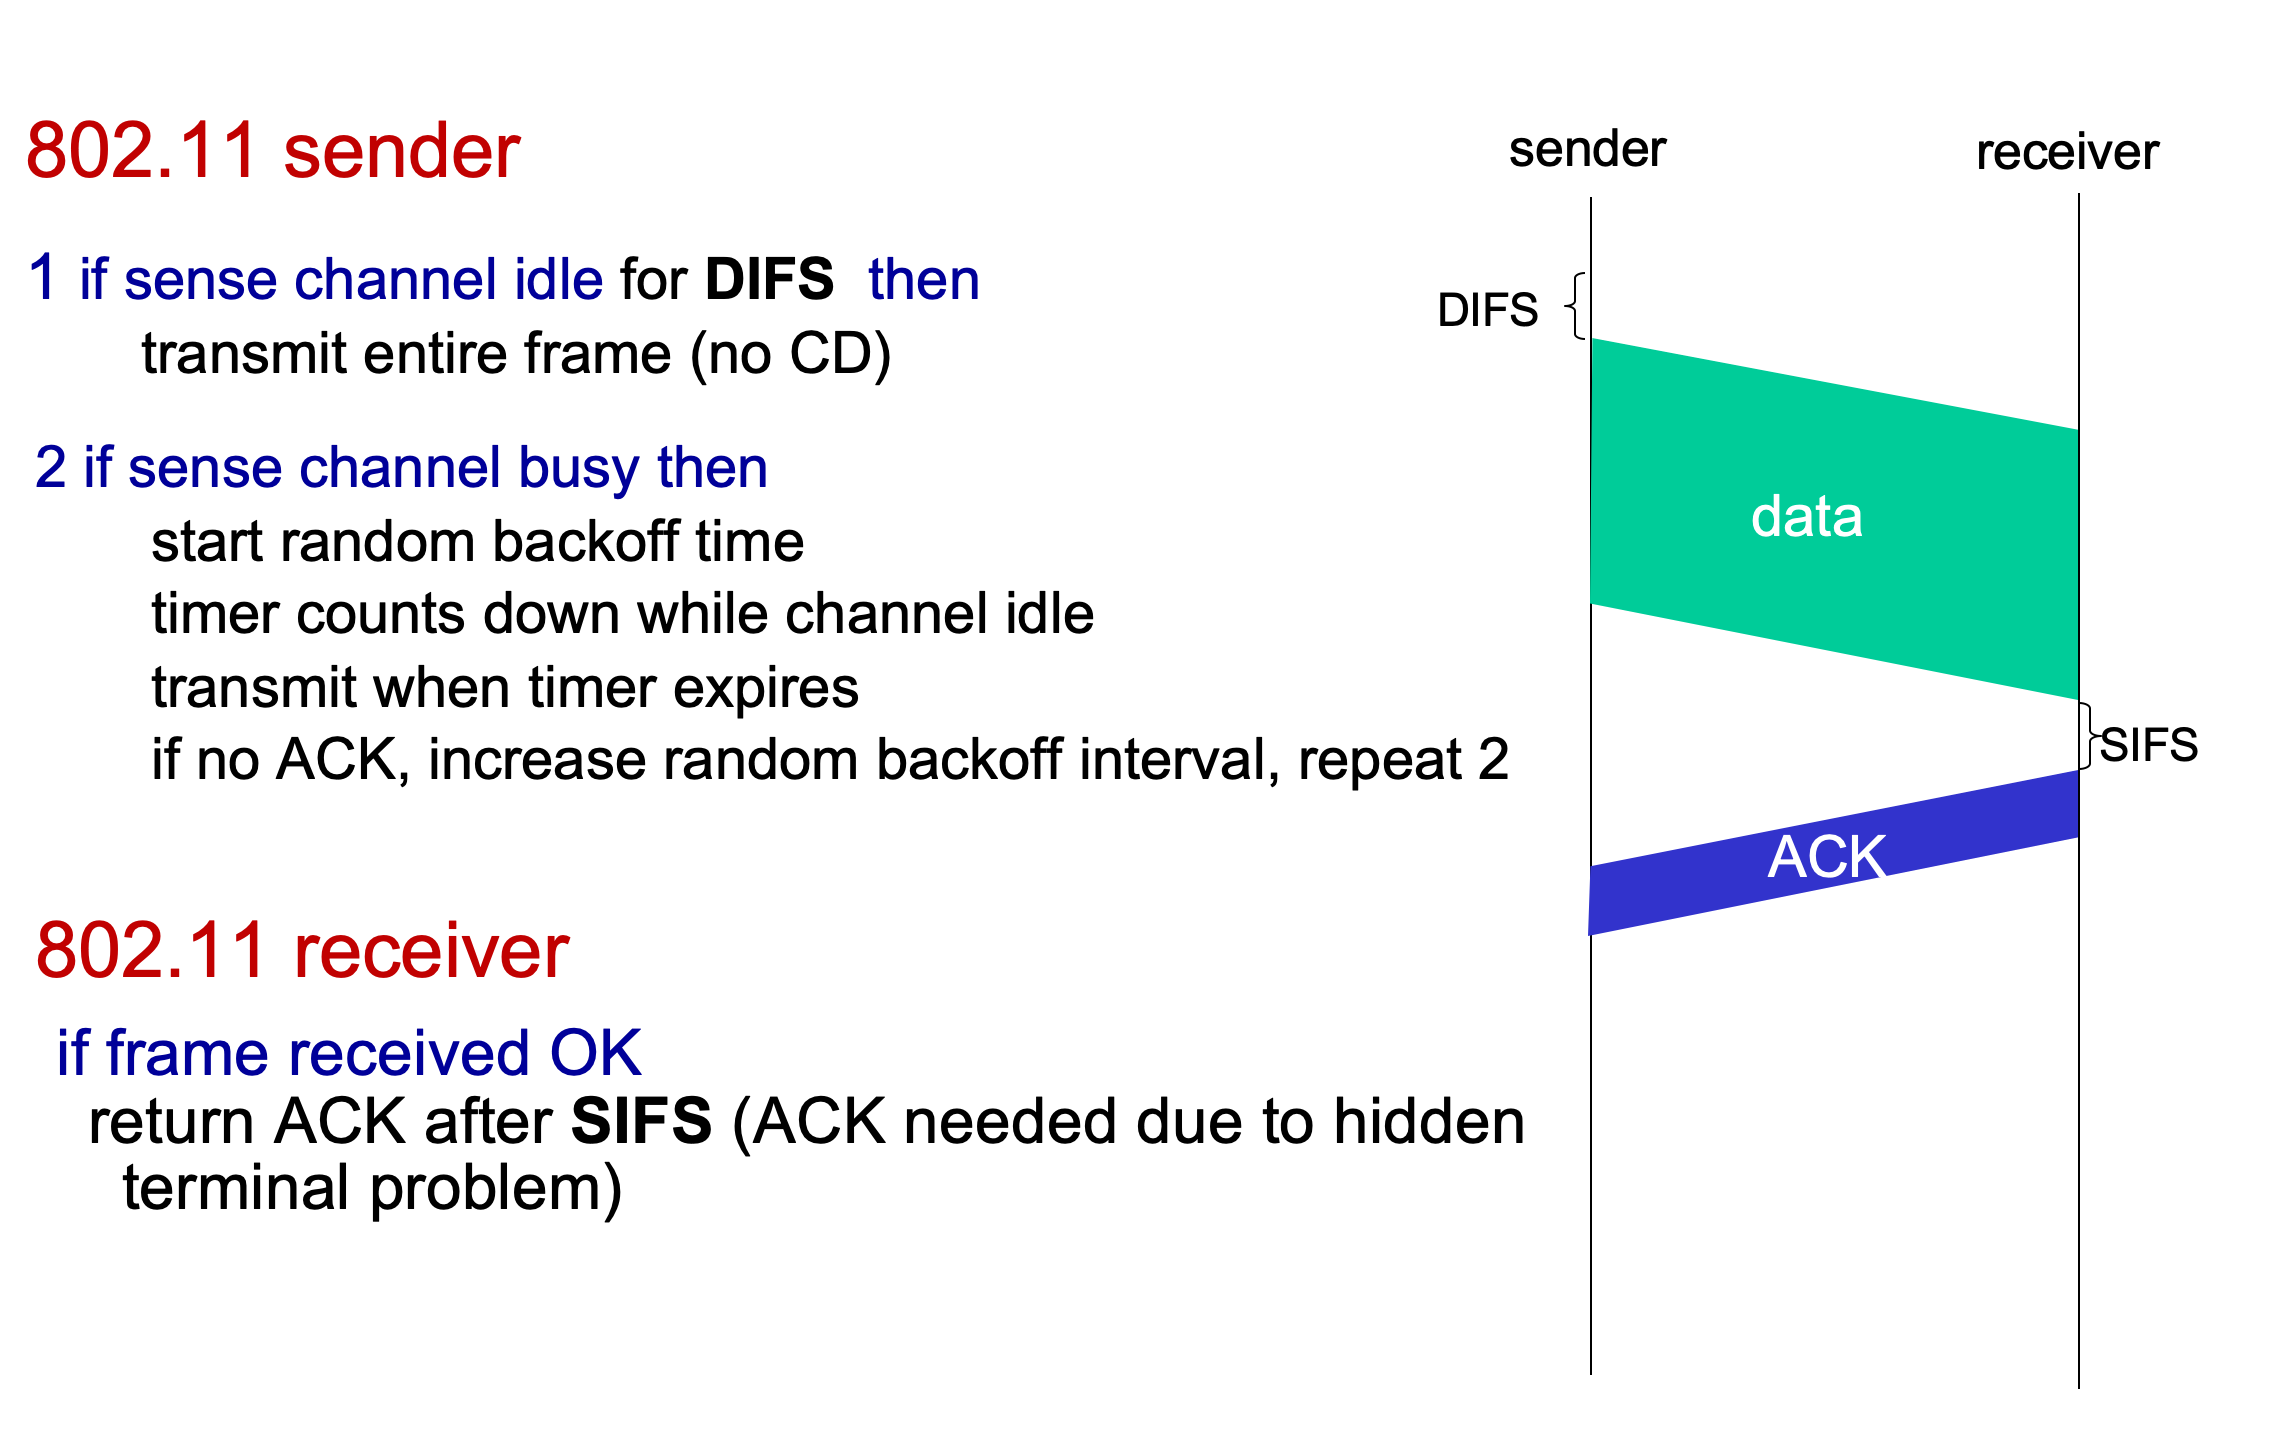 802.11 sender
1 if sense channel idle for DIFS then
transmit entire frame (no CD)
2 if sense channel busy then
start random backoff time
timer counts down while channel idle
transmit when timer expires
if no ACK, increase random backoff interval, repeat 2
802.11 receiver
if frame received OK
return ACK after SIFS (ACK needed due to hidden
terminal problem)
sender
receiver
DIFS
data
SIFS
ACK